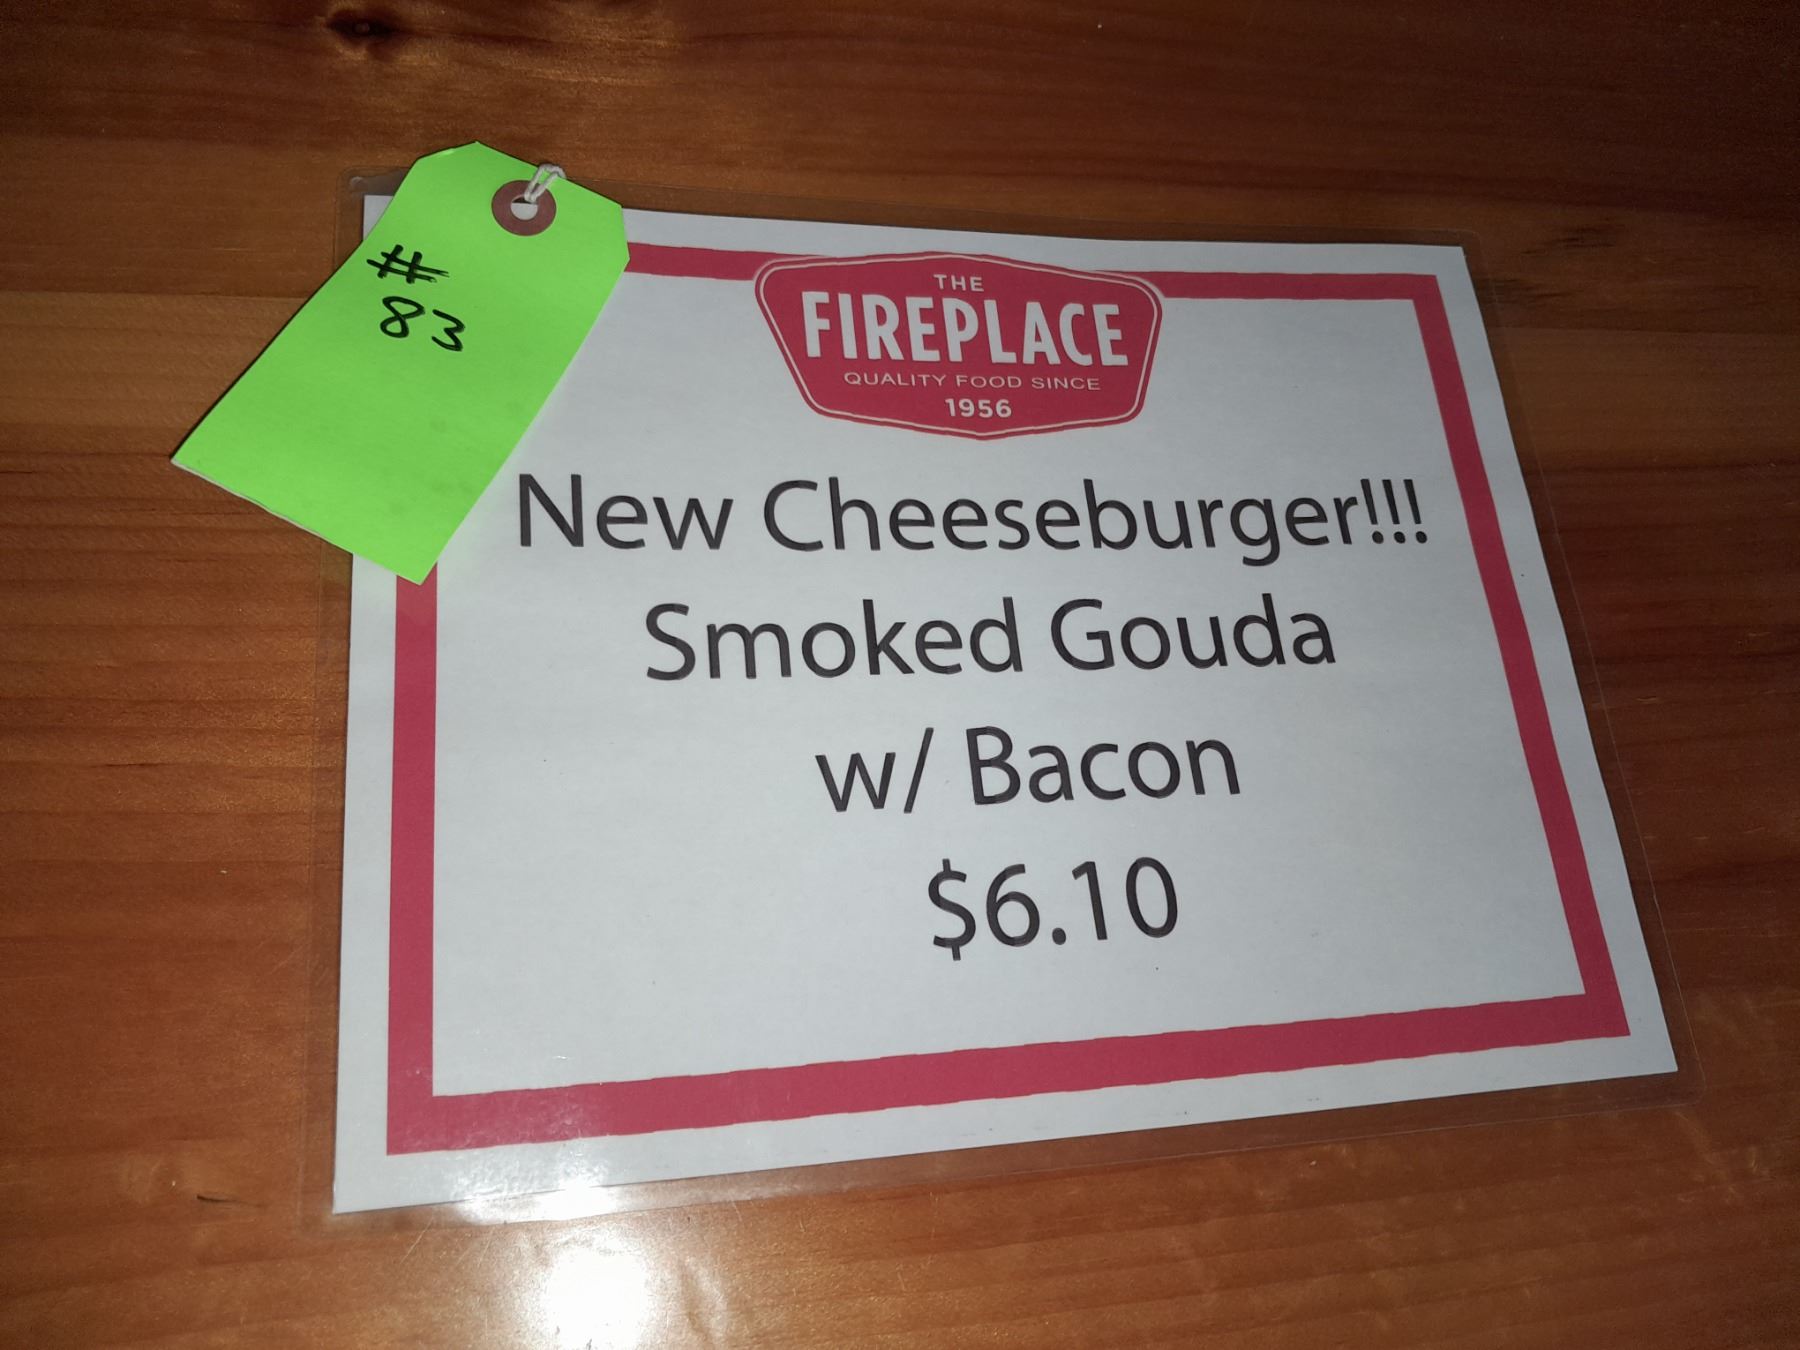 #
83
THE
FIREPLACE
QUALITY FOOD SINCE
1956
New Cheeseburger!!!
Smoked Gouda
w/ Bacon
$6.10